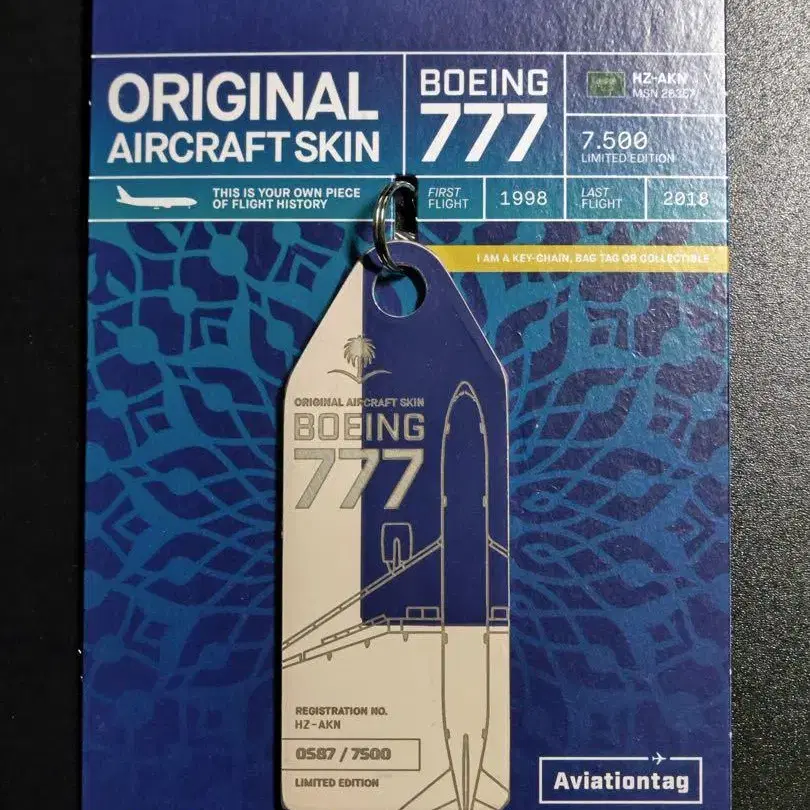 ORIGINAL
AIRCRAFT SKIN
BOEING
777
HZ-AKN
MSN 28357
7.500
LIMITED EDITION
THIS IS YOUR OWN PIECE
OF FLIGHT HISTORY
FIRST
FLIGHT
1998
LAST
FLIGHT
2018
I AM A KEY-CHAIN, BAG TAG OR COLLECTIBLE
ORIGINAL AIRCRAFT SKIN
BOEING
777
REGISTRATION NO.
HZ-AKN
0587 / 7500
LIMITED EDITION
Aviationtag